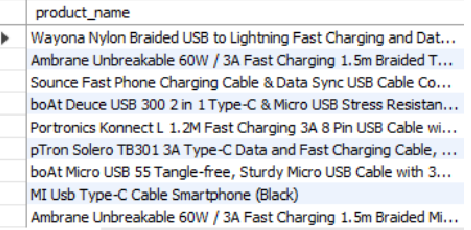 product_name
Wayona Nylon Braided USB to Lightning Fast Charging and Dat...
Ambrane Unbreakable 60W / 3A Fast Charging 1.5m Braided T...
Sounce Fast Phone Charging Cable & Data Sync USB Cable Co...
boAt Deuce USB 300 2 in 1 Type-C & Micro USB Stress Resistan...
Portronics Konnect L 1.2M Fast Charging 3A 8 Pin USB Cable wi...
pTron Solero TB301 3A Type-C Data and Fast Charging Cable, ...
boAt Micro USB 55 Tangle-free, Sturdy Micro USB Cable with 3...
MI Usb Type-C Cable Smartphone (Black)
Ambrane Unbreakable 60W / 3A Fast Charging 1.5m Braided Mi...